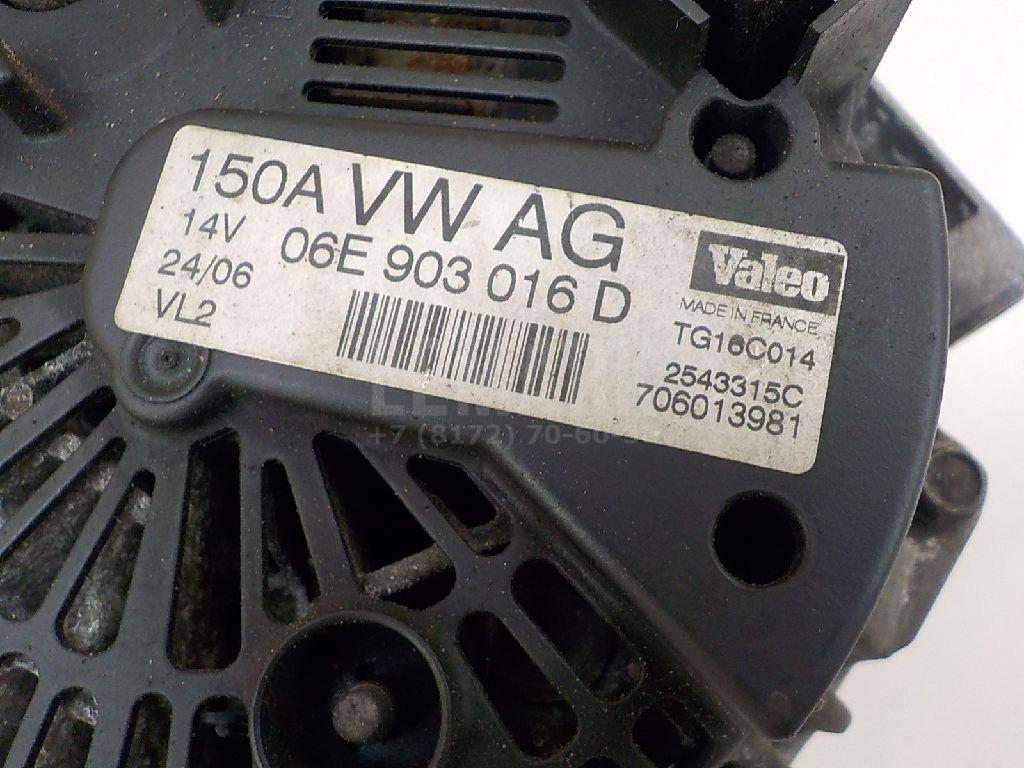 150A VW AG
14V 06E 903 016 D
24/06
VL2
Valeo
MADE IN FRANCE
TG16C014
2543315C
706013981